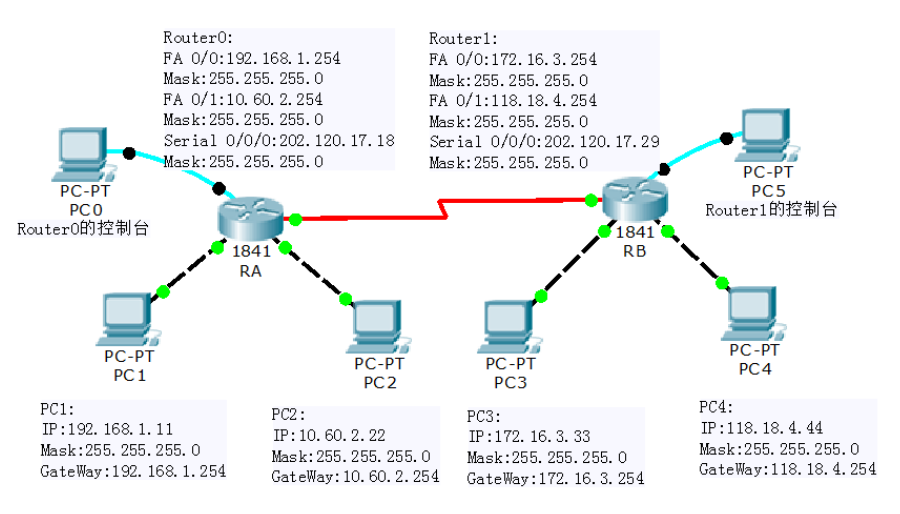 Router0:
FA 0/0:192.168.1.254
Mask:255.255.255.0
FA 0/1:10.60.2.254
Mask:255.255.255.0
Serial 0/0/0:202.120.17.18
Mask:255.255.255.0
Router1:
FA 0/0:172.16.3.254
Mask:255.255.255.0
FA 0/1:118.18.4.254
Mask:255.255.255.0
Serial 0/0/0:202.120.17.29
Mask:255.255.255.0
PC-PT
PC0
Router0的控制台
1841
RA
1841
RB
PC-PT
PC5
Router1的控制台
PC-PT
PC1
PC-PT
PC2
PC-PT
PC3
PC-PT
PC4
PC1:
IP:192.168.1.11
Mask:255.255.255.0
GateWay:192.168.1.254
PC2:
IP:10.60.2.22
Mask:255.255.255.0
GateWay:10.60.2.254
PC3:
IP:172.16.3.33
Mask:255.255.255.0
GateWay:172.16.3.254
PC4:
IP:118.18.4.44
Mask:255.255.255.0
GateWay:118.18.4.254